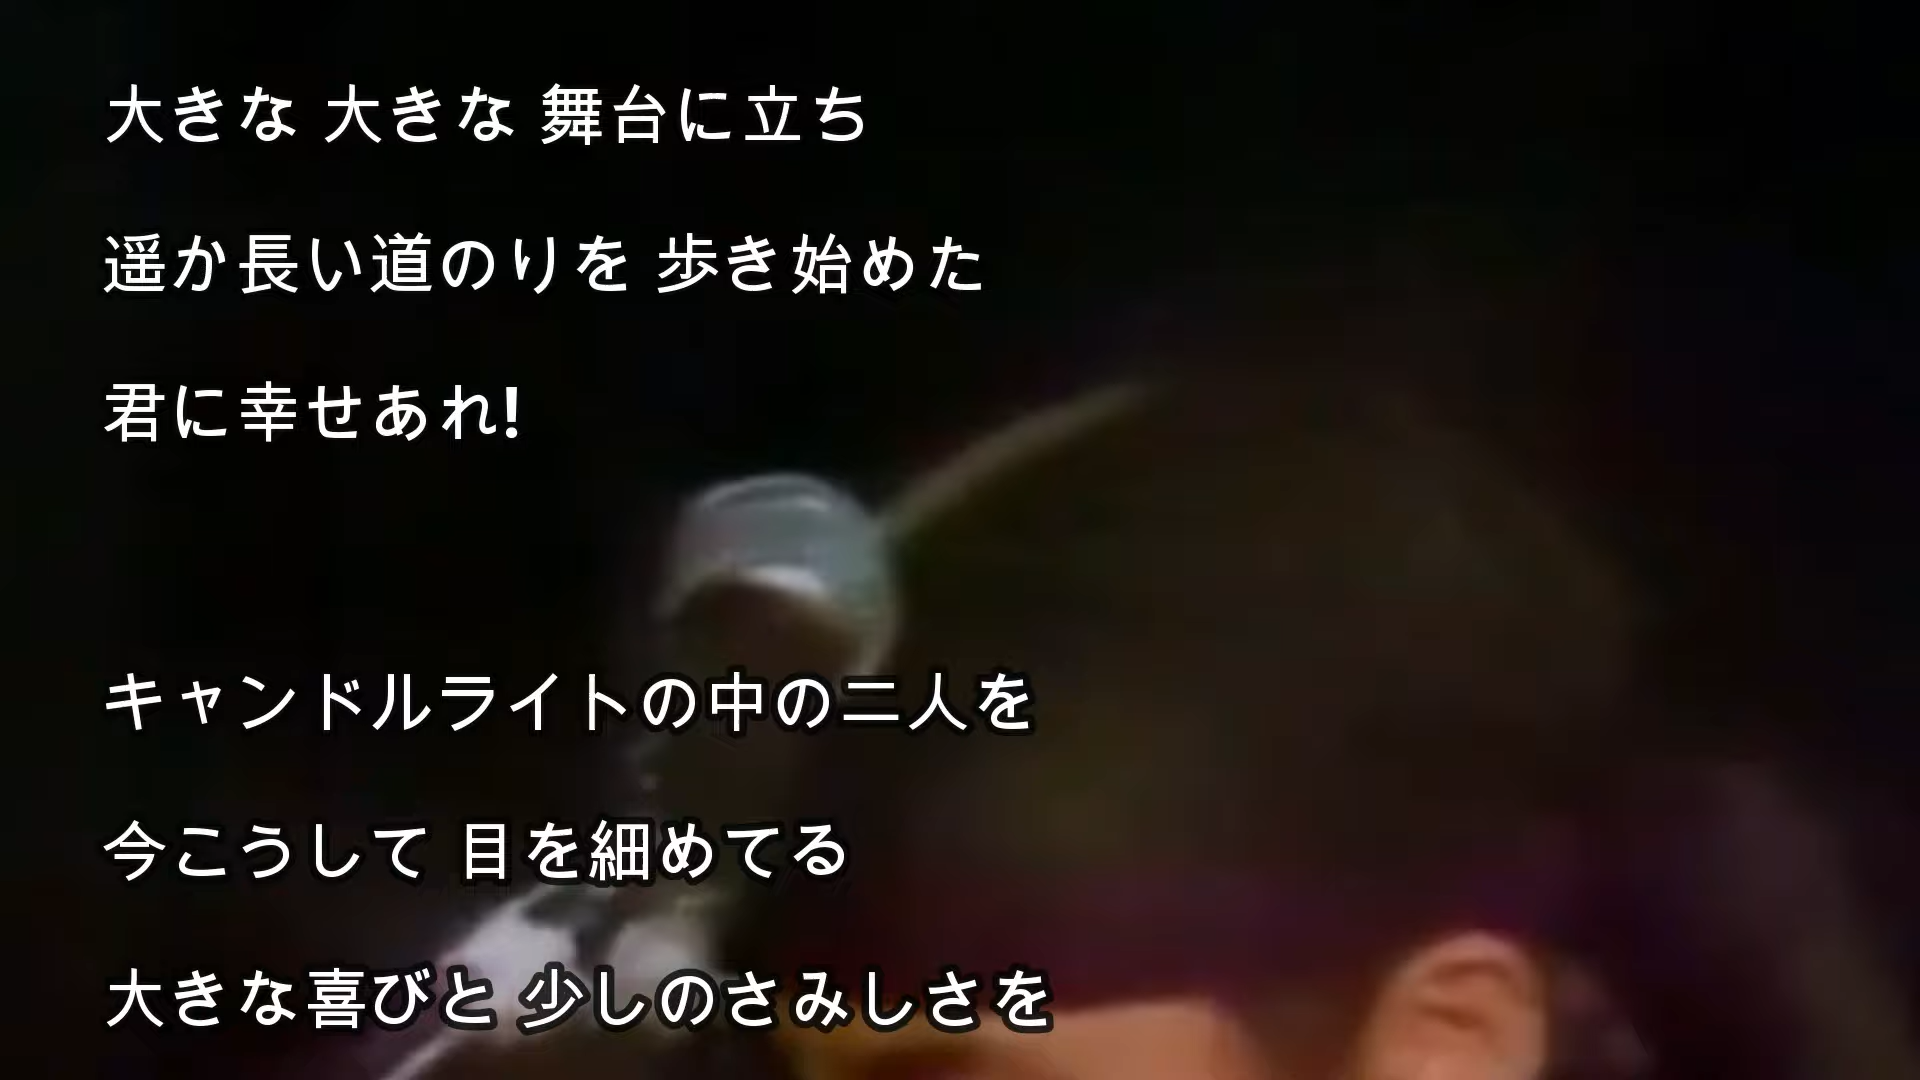 大きな 大きな 舞台に立ち
遥か長い道のりを 歩き始めた
君に幸せあれ!
キャンドルライトの中の二人を
今こうして 目を細めてる
大きな喜びと 少しのさみしさを